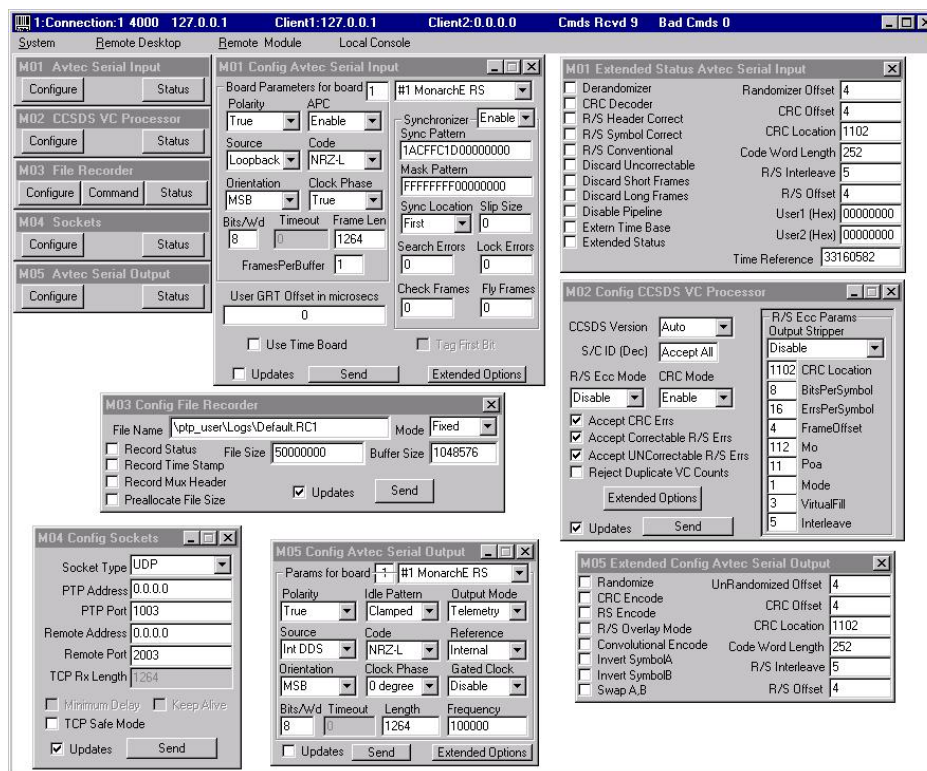 1:Connection:1 4000 127.0.0.1 Client1:127.0.0.1 Client2:0.0.0.0 Cmds Rcvd 9 Bad Cmds 0
System Remote Desktop Remote Module Local Console
M01 Avtec Serial Input
Configure Status
M02 CCSDS VC Processor
Configure Status
M03 File Recorder
Configure Command Status
M04 Sockets
Configure Status
M05 Avtec Serial Output
Configure Status
M01 Config Avtec Serial Input
Board Parameters for board 1 #1 MonarchE RS
Polarity APC
True Enable
Source Code
Loopback NRZ-L
Orientation Clock Phase
MSB True
Bits/Wd Timeout Frame Len
8 0 1264
FramesPerBuffer 1
Synchronizer Enable
Sync Pattern
1ACFFC1D00000000
Mask Pattern
FFFFFFFF00000000
Sync Location Slip Size
First 0
Search Errors Lock Errors
0 0
Check Frames Fly Frames
0 0
User GRT Offset in microsecs
0
Use Time Board Tag First Bit
Updates Send Extended Options
M01 Extended Status Avtec Serial Input
Derandomizer
CRC Decoder
R/S Header Correct
R/S Symbol Correct
R/S Conventional
Discard Uncorrectable
Discard Short Frames
Discard Long Frames
Disable Pipeline
Extern Time Base
Extended Status
Randomizer Offset 4
CRC Offset 4
CRC Location 1102
Code Word Length 252
R/S Interleave 5
R/S Offset 4
User1 (Hex) 00000000
User2 (Hex) 00000000
Time Reference 33160582
M02 Config CCSDS VC Processor
CCSDS Version Auto
S/C ID (Dec) Accept All
R/S Ecc Mode CRC Mode
Disable Enable
Accept CRC Errs
Accept Correctable R/S Errs
Accept UNCorrectable R/S Errs
Reject Duplicate VC Counts
Extended Options
Updates Send
R/S Ecc Params
Output Stripper
Disable
1102 CRC Location
8 BitsPerSymbol
16 ErrsPerSymbol
4 FrameOffset
112 Mo
11 Poa
1 Mode
3 VirtualFill
5 Interleave
M03 Config File Recorder
File Name \ptp_user\Logs\Default.RC1 Mode Fixed
Record Status File Size 50000000 Buffer Size 1048576
Record Time Stamp
Record Mux Header
Preallocate File Size
Updates Send
M04 Config Sockets
Socket Type UDP
PTP Address 0.0.0.0
PTP Port 1003
Remote Address 0.0.0.0
Remote Port 2003
TCP Rx Length 1264
Minimum Delay Keep Alive
TCP Safe Mode
Updates Send
M05 Config Avtec Serial Output
Params for board 1 #1 MonarchE RS
Polarity Idle Pattern Output Mode
True Clamped Telemetry
Source Code Reference
Int DDS NRZ-L Internal
Orientation Clock Phase Gated Clock
MSB 0 degree Disable
Bits/Wd Timeout Length Frequency
8 0 1264 100000
Updates Send Extended Options
M05 Extended Config Avtec Serial Output
Randomize
CRC Encode
RS Encode
R/S Overlay Mode
Convolutional Encode
Invert SymbolA
Invert SymbolB
Swap A,B
UnRandomized Offset 4
CRC Offset 4
CRC Location 1102
Code Word Length 252
R/S Interleave 5
R/S Offset 4